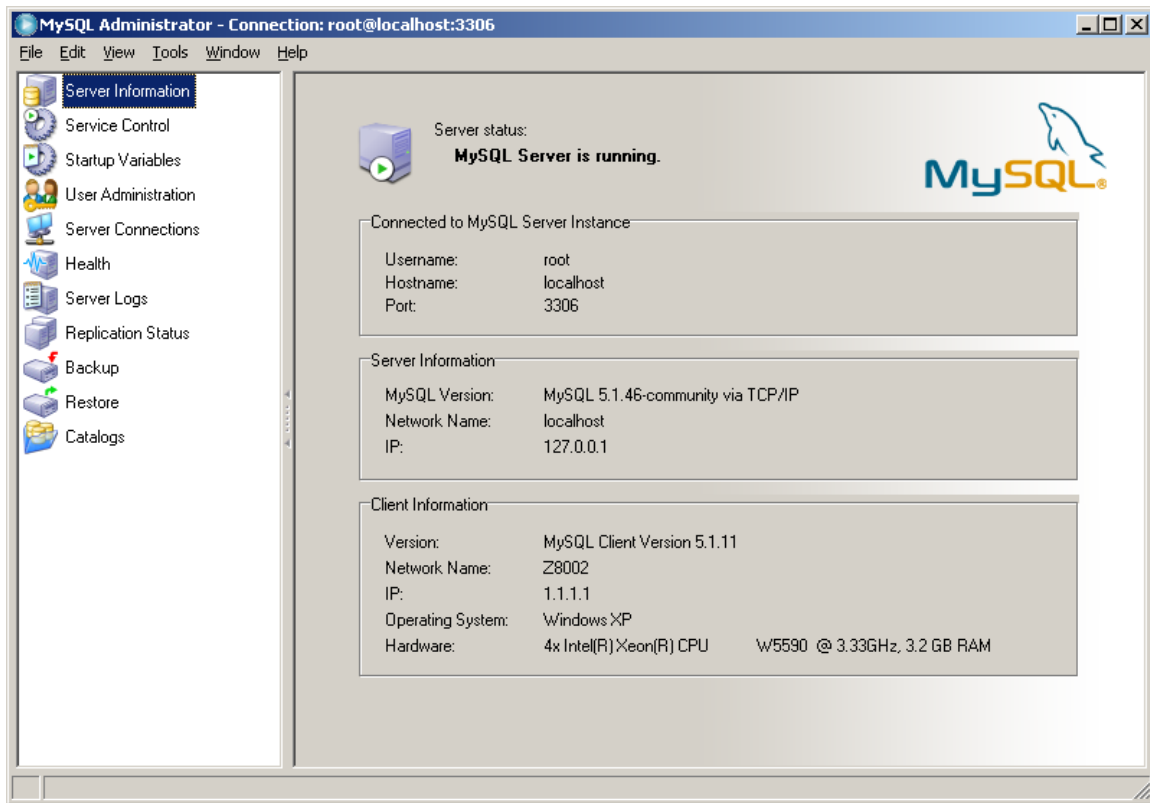 MySQL Administrator - Connection: root@localhost:3306
File Edit View Tools Window Help
Server Information
Service Control
Startup Variables
User Administration
Server Connections
Health
Server Logs
Replication Status
Backup
Restore
Catalogs
Server status:
MySQL Server is running.
MySQL®
Connected to MySQL Server Instance
Username: root
Hostname: localhost
Port: 3306
Server Information
MySQL Version: MySQL 5.1.46-community via TCP/IP
Network Name: localhost
IP: 127.0.0.1
Client Information
Version: MySQL Client Version 5.1.11
Network Name: Z8002
IP: 1.1.1.1
Operating System: Windows XP
Hardware: 4x Intel(R) Xeon(R) CPU W5590 @ 3.33GHz, 3.2 GB RAM